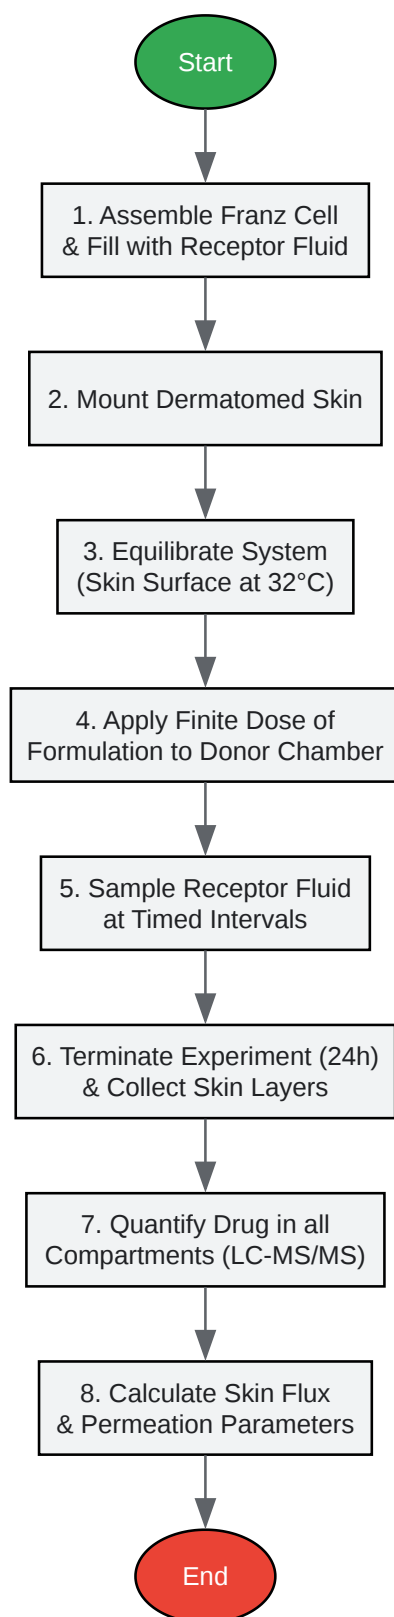 Start
1. Assemble Franz Cell
& Fill with Receptor Fluid
2. Mount Dermatomed Skin
3. Equilibrate System
(Skin Surface at 32°C)
4. Apply Finite Dose of
Formulation to Donor Chamber
5. Sample Receptor Fluid
at Timed Intervals
6. Terminate Experiment (24h)
& Collect Skin Layers
7. Quantify Drug in all
Compartments (LC-MS/MS)
8. Calculate Skin Flux
& Permeation Parameters
End